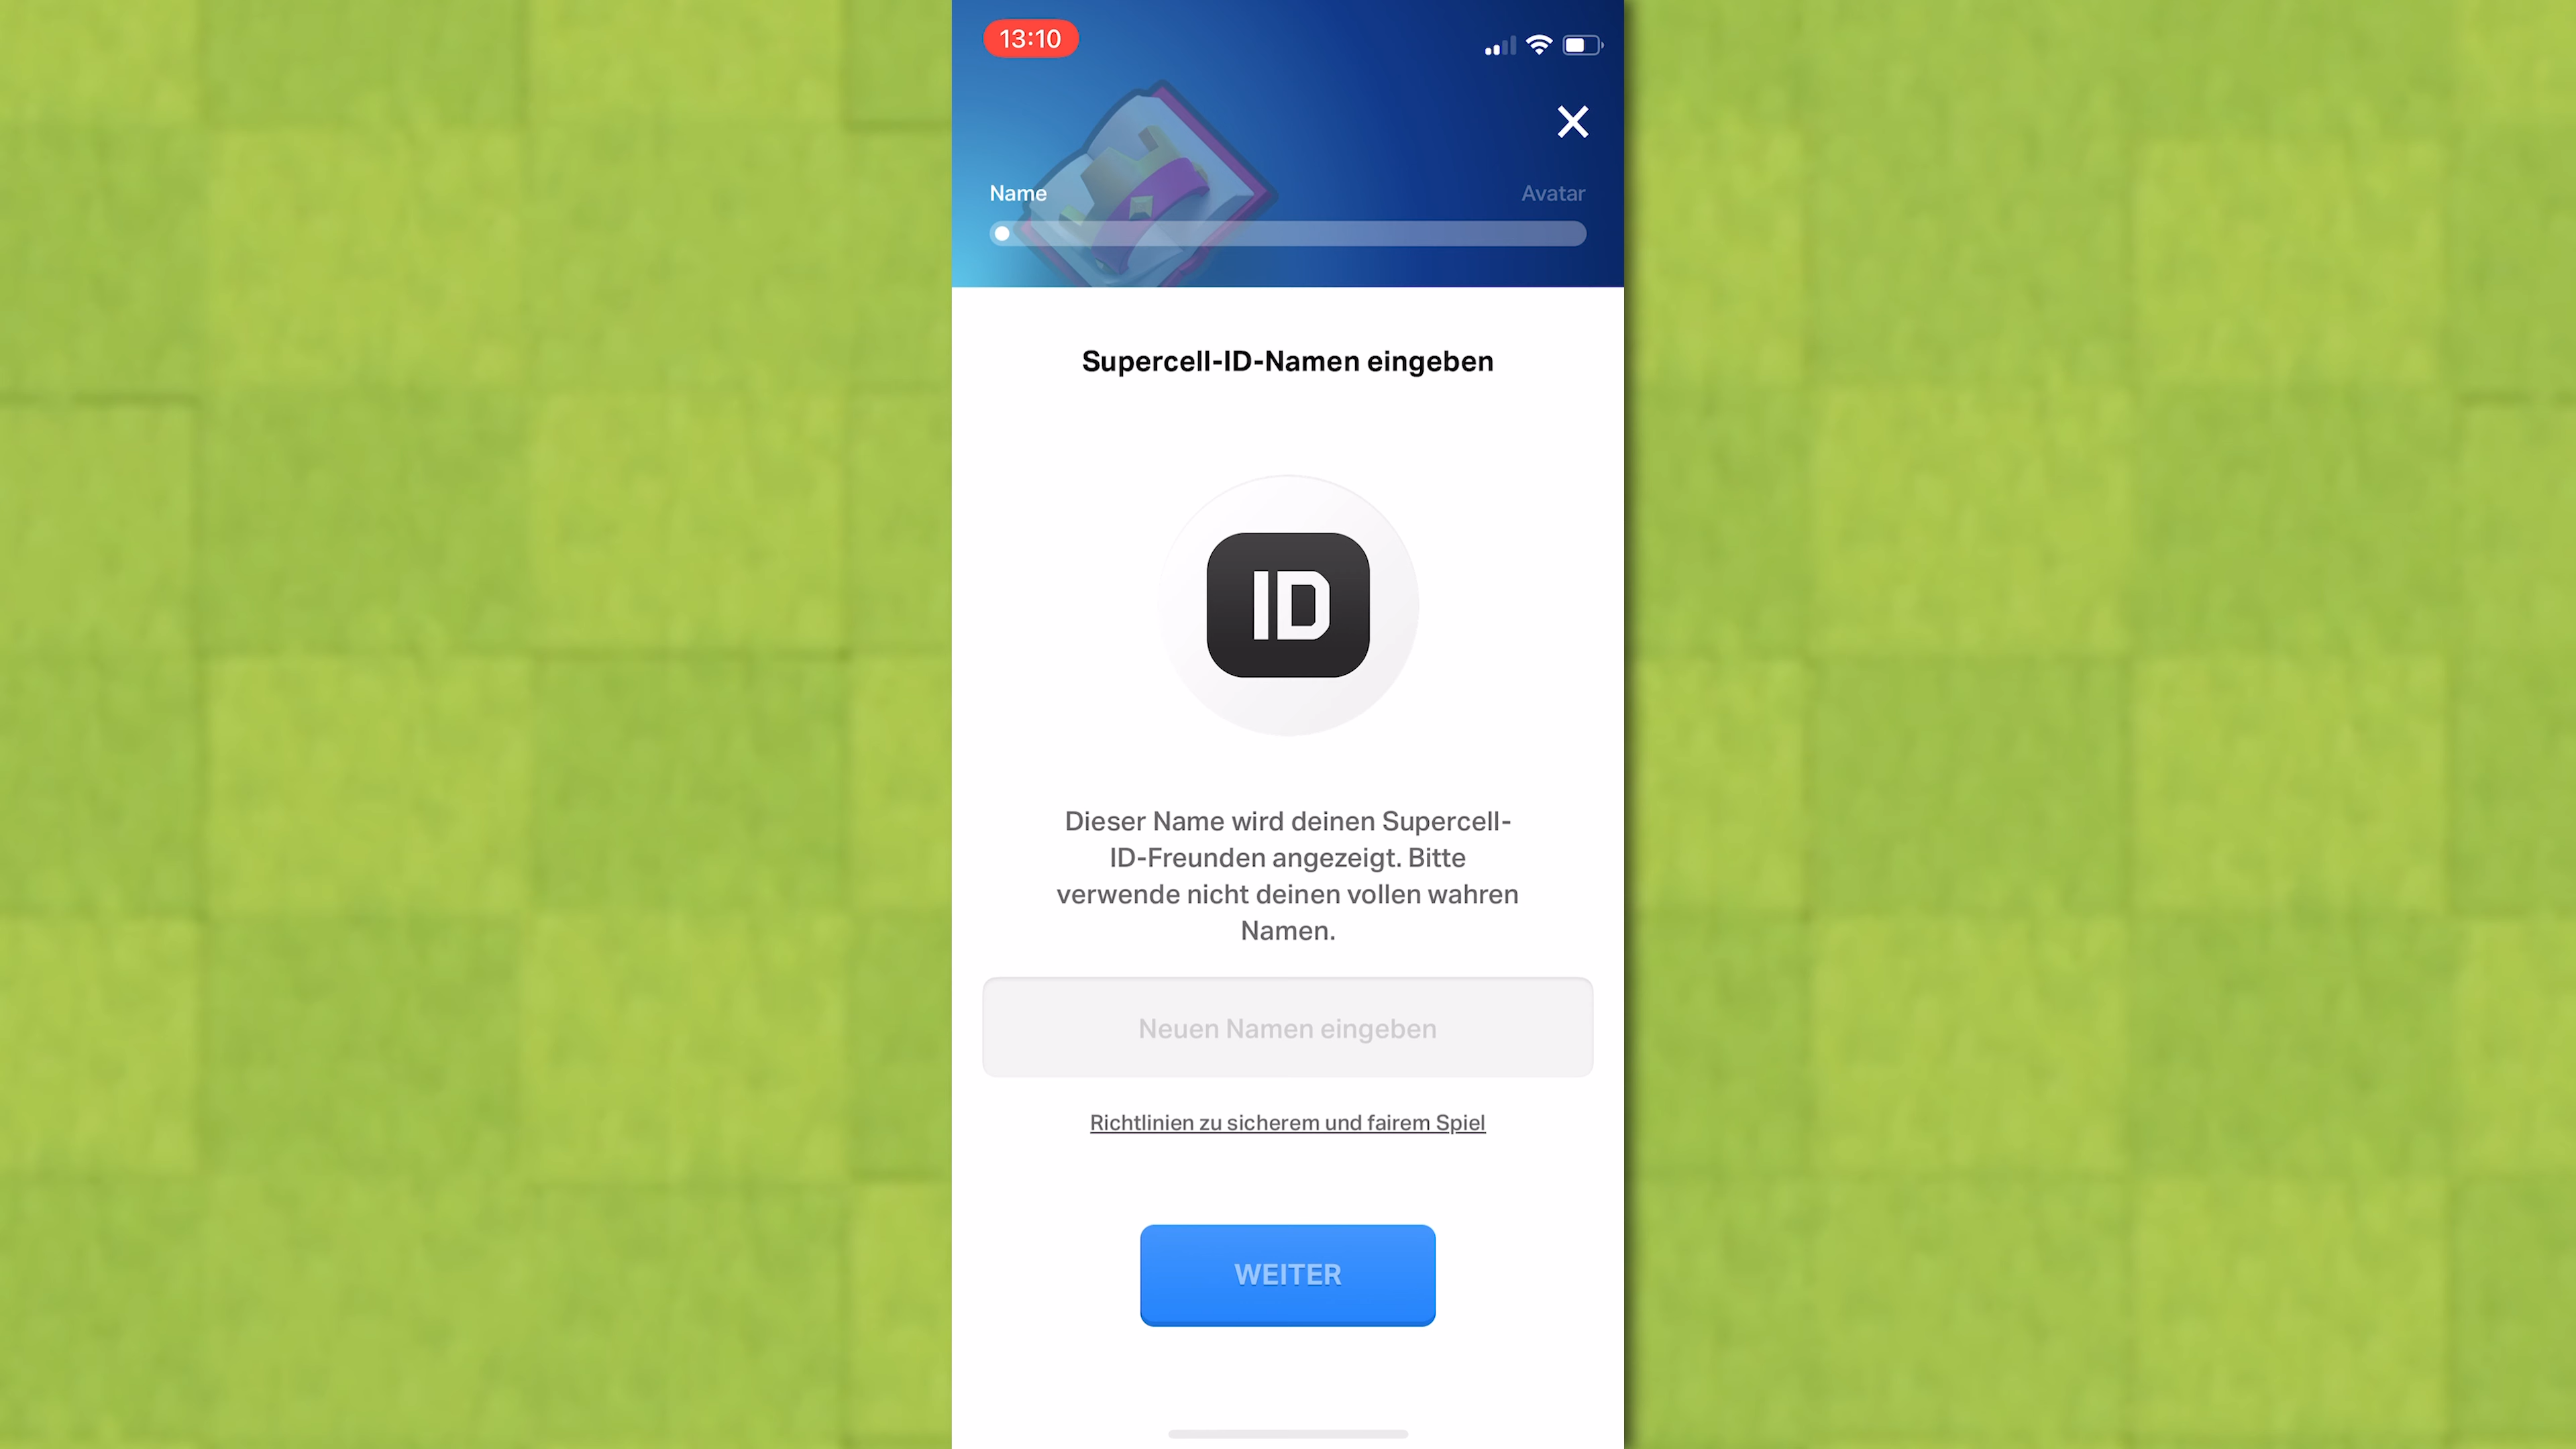 13:10
Name
Avatar
Supercell-ID-Namen eingeben
ID
Dieser Name wird deinen Supercell-
ID-Freunden angezeigt. Bitte
verwende nicht deinen vollen wahren
Namen.
Neuen Namen eingeben
Richtlinien zu sicherem und fairem Spiel
WEITER